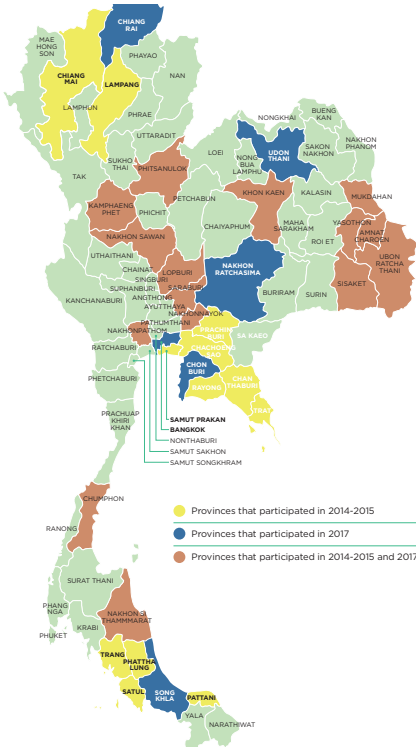 CHIANG
RAI
MAE
HONG
SON
PHAYAO
CHIANG
MAI
LAMPANG
NAN
LAMPHUN
PHRAE
UTTARADIT
SUKHO
THAI
TAK
PHITSANULOK
LOEI
NONGKHAI
BUENG
KAN
UDON
THANI
SAKON
NAKHON
NAKHON
PHANOM
NONG
BUA
LAMPHU
PETCHABUN
KHON KAEN
KALASIN
MUKDAHAN
KAMPHAENG
PHET
PHICHIT
CHAIYAPHUM
MAHA
SARAKHAM
ROI ET
YASOTHON
AMNAT
CHAROEN
NAKHON SAWAN
UBON
RATCHA
THANI
UTHAITHANI
CHAINAT
LOPBURI
NAKHON
RATCHASIMA
SINGBURI
SUPHANBURI
SARABURI
BURIRAM
SURIN
SISAKET
KANCHANABURI
ANGTHONG
AYUTTHAYA
NAKHONNAYOK
PATHUMTHANI
NAKHONPATHOM
PRACHIN
BURI
SA KAEO
CHACHOENG
SAO
RATCHABURI
CHON
BURI
PHETCHABURI
RAYONG
CHAN
THABURI
TRAT
PRACHUAP
KHIRI
KHAN
SAMUT PRAKAN
BANGKOK
NONTHABURI
SAMUT SAKHON
SAMUT SONGKHRAM
CHUMPHON
RANONG
Provinces that participated in 2014-2015
Provinces that participated in 2017
Provinces that participated in 2014-2015 and 2017
SURAT THANI
PHANG
NGA
NAKHON SI
THAMMMARAT
KRABI
PHUKET
TRANG
PHATTHA
LUNG
SATUL
SONG
KHLA
PATTANI
YALA
NARATHIWAT